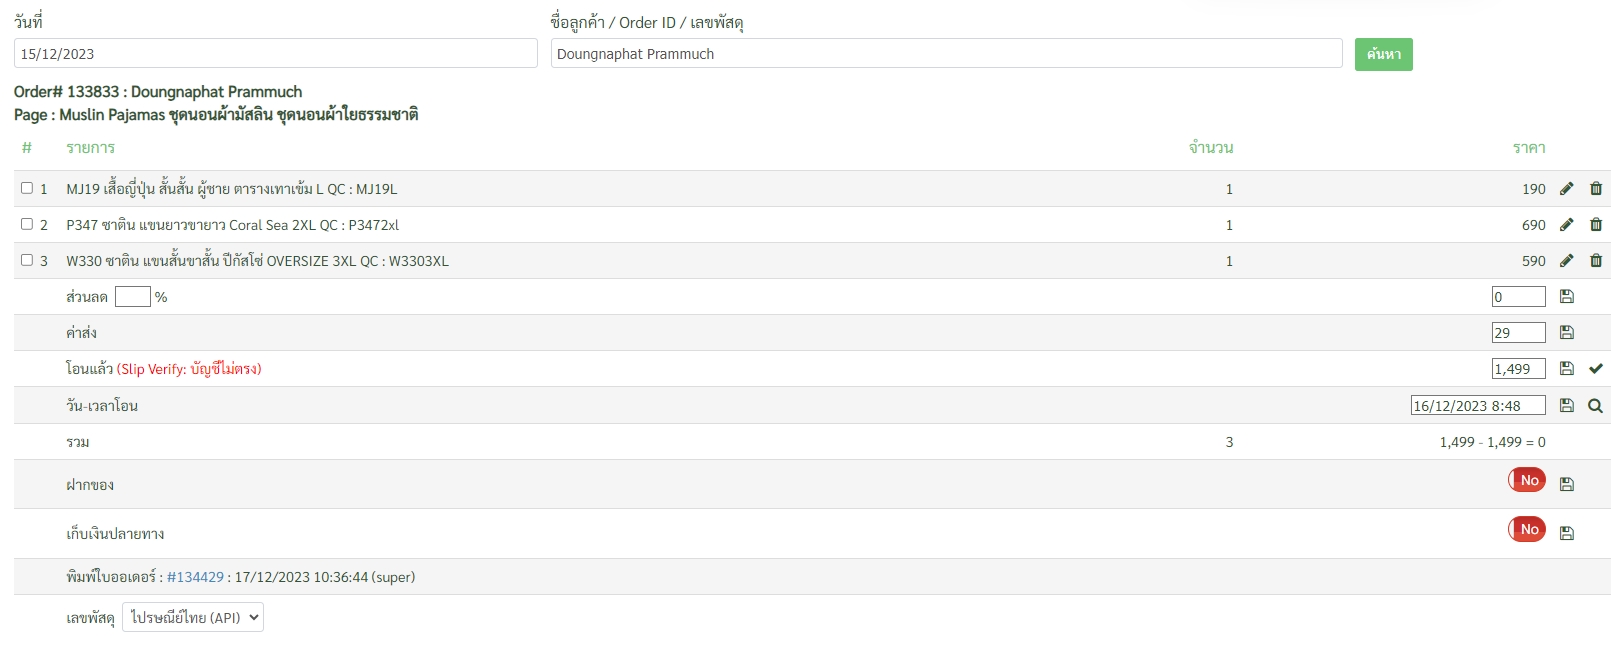 วันที่
ชื่อลูกค้า / Order ID / เลขพัสดุ
15/12/2023
Doungnaphat Prammuch
ค้นหา
Order# 133833 : Doungnaphat Prammuch
Page : Muslin Pajamas ชุดนอนผ้ามัสลิน ชุดนอนผ้าใยธรรมชาติ
# รายการ จำนวน ราคา
1 MJ19 เสื้อญี่ปุ่น สั้นสั้น ผู้ชาย ตารางเทาเข้ม L QC : MJ19L 1 190
2 P347 ซาติน แขนยาวขายาว Coral Sea 2XL QC : P3472xl 1 690
3 W330 ซาติน แขนสั้นขาสั้น ปีกัสโซ่ OVERSIZE 3XL QC : W3303XL 1 590
ส่วนลด % 0
ค่าส่ง 29
โอนแล้ว (Slip Verify: บัญชีไม่ตรง) 1,499
วัน-เวลาโอน 16/12/2023 8:48
รวม 3 1,499 - 1,499 = 0
ฝากของ No
เก็บเงินปลายทาง No
พิมพ์ใบออเดอร์ : #134429 : 17/12/2023 10:36:44 (super)
เลขพัสดุ ไปรษณีย์ไทย (API)